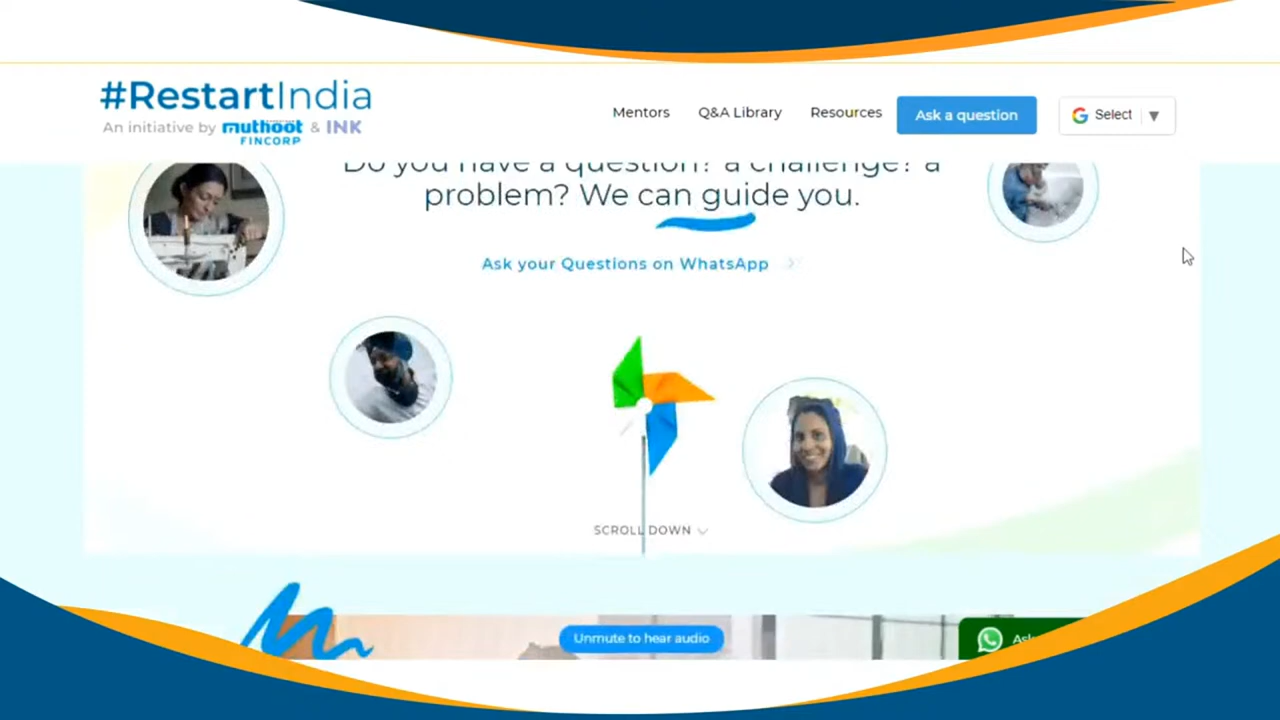 #RestartIndia
An initiative by muthoot FINCORP & INK
Mentors
Q&A Library
Resources
Ask a question
Select
Do you have a question? a challenge? a
problem? We can guide you.
Ask your Questions on WhatsApp
SCROLL DOWN
Unmute to hear audio